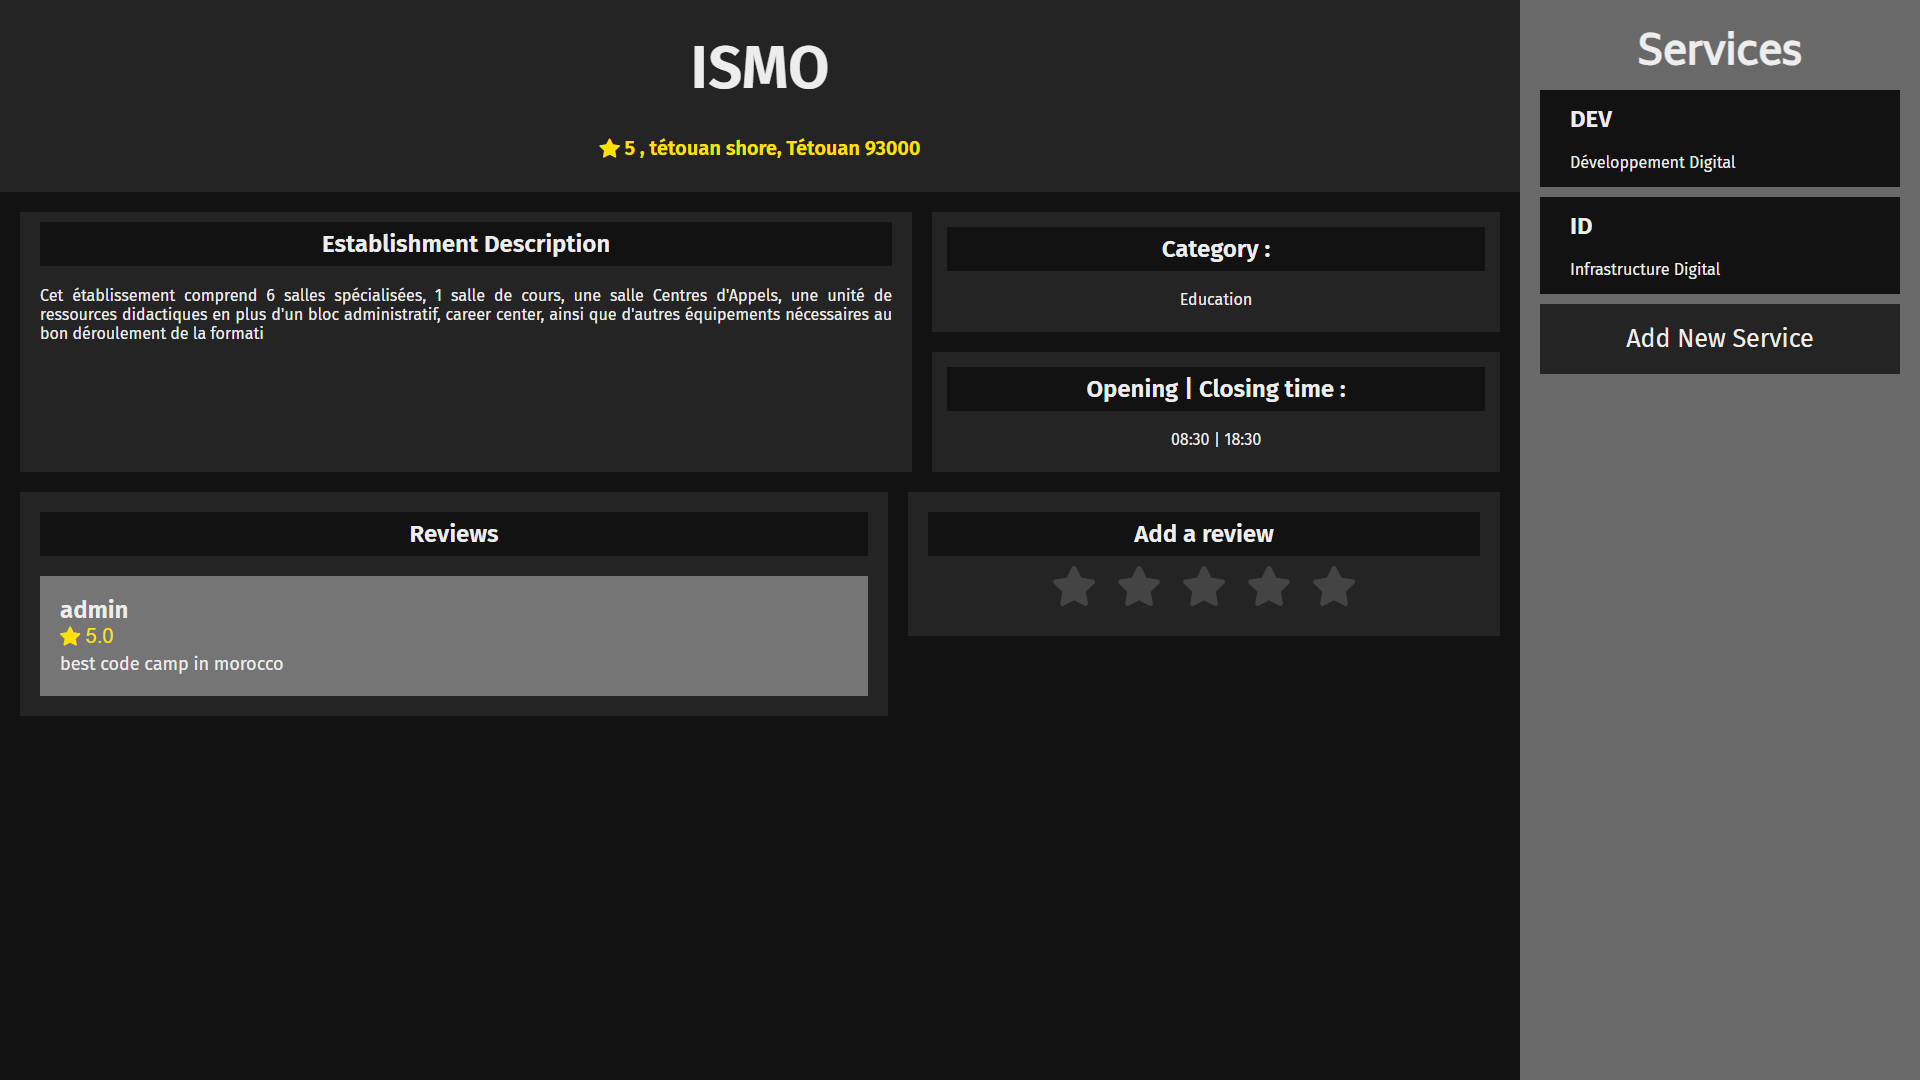 ISMO
5 , tétouan shore, Tétouan 93000
Establishment Description
Cet établissement comprend 6 salles spécialisées, 1 salle de cours, une salle Centres d'Appels, une unité de
ressources didactiques en plus d'un bloc administratif, career center, ainsi que d'autres équipements nécessaires au
bon déroulement de la formati
Category :
Education
Opening | Closing time :
08:30 | 18:30
Reviews
admin
5.0
best code camp in morocco
Add a review
Services
DEV
Développement Digital
ID
Infrastructure Digital
Add New Service